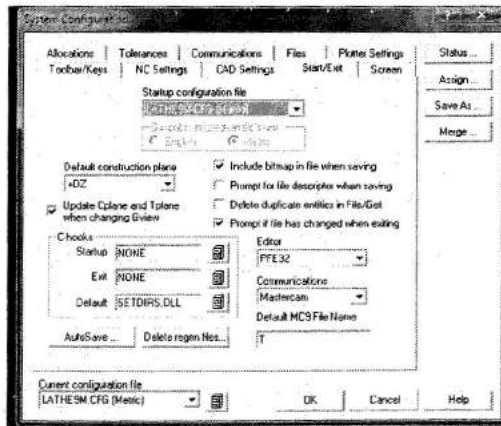 System Configuration
Allocations Tolerances Communications Files Plotter Settings
Toolbar/Keys NC Settings CAD Settings Start/Exit Screen
Status...
Assign...
Save As...
Merge...
Startup configuration file
Default construction plane
+DZ
Update Cplane and Tplane
when changing Gview
Include bitmap in file when saving
Prompt for file descriptor when saving
Delete duplicate entities in File/Get
Prompt if file has changed when exiting
C-hooks
Startup NONE
Exit NONE
Default SETDIRS.DLL
Editor
PFE32
Communications
Mastercam
Default MC9 File Name
T
AutoSave... Delete regen files...
Current configuration file
LATHE9M.CFG (Metric)
OK Cancel Help